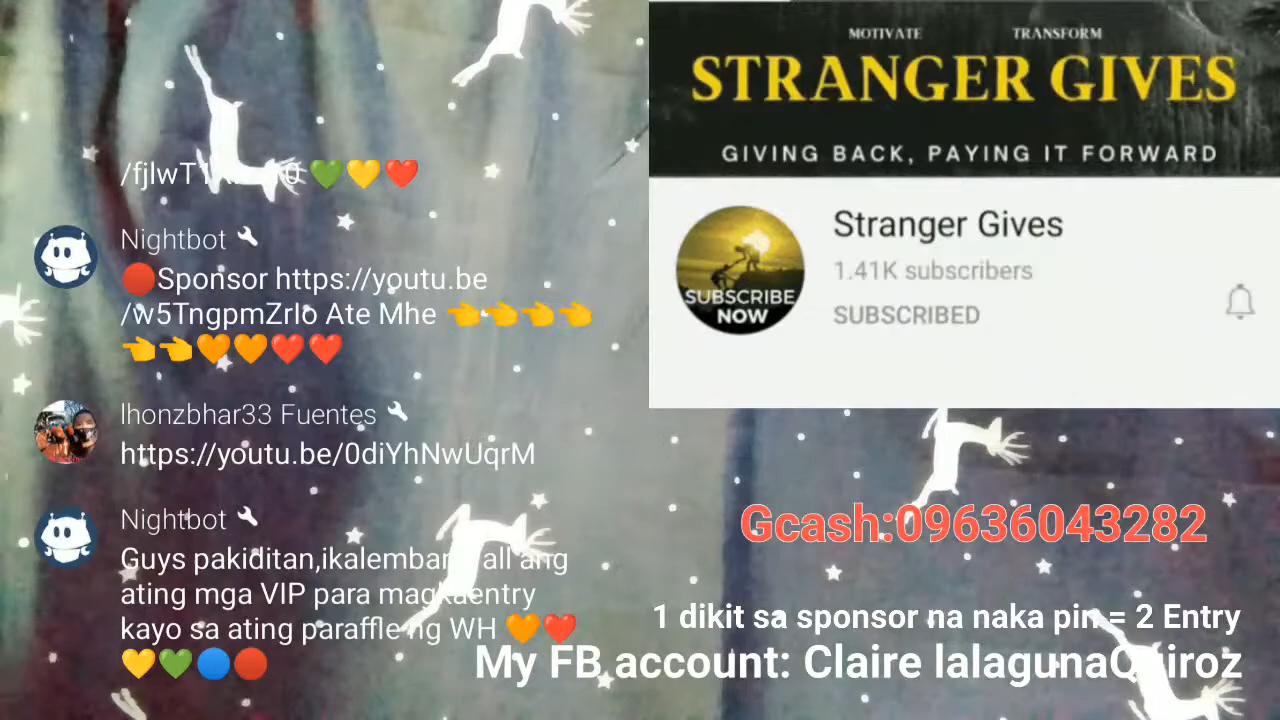 /fjlwT 0 💚💛❤️
Nightbot
🔴Sponsor https://youtu.be
/w5TngpmZrIo Ate Mhe 👈👈👈👈
👈👈🧡🧡❤️❤️
lhonzbhar33 Fuentes
https://youtu.be/0diYhNwUqrM
Nightbot
Guys pakiditan,ikalembang all ang
ating mga VIP para magkaentry
kayo sa ating paraffle ng WH 🧡❤️
💛💚🔵🔴
MOTIVATE TRANSFORM
STRANGER GIVES
GIVING BACK, PAYING IT FORWARD
SUBSCRIBE
NOW
Stranger Gives
1.41K subscribers
SUBSCRIBED
Gcash:09636043282
1 dikit sa sponsor na naka pin = 2 Entry
My FB account: Claire lalagunaQuiroz